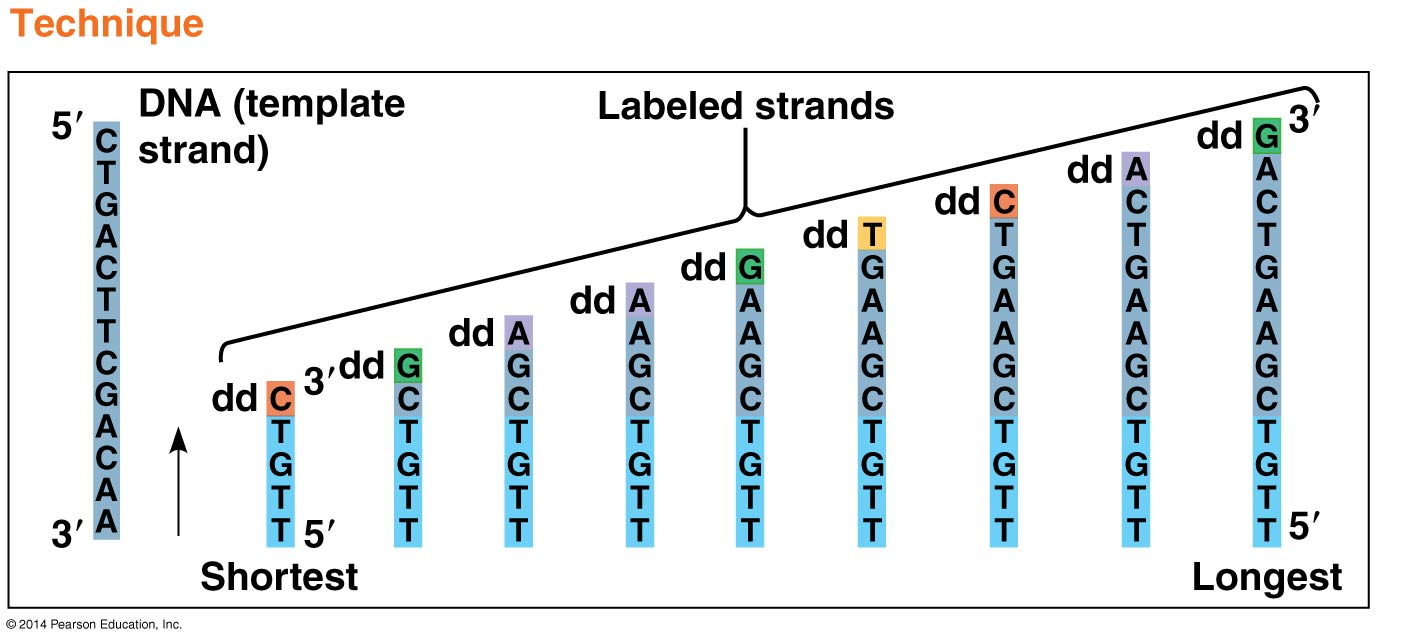 Technique
DNA (template
strand)
5′
C
T
G
A
C
T
T
C
G
A
C
A
A
3′
Labeled strands
dd C 3′
T
G
T
T 5′
Shortest
dd G
C
T
G
T
T
dd A
G
C
T
G
T
T
dd A
A
G
C
T
G
T
T
dd G
A
A
G
C
T
G
T
T
dd T
G
A
A
G
C
T
G
T
T
dd C
T
G
A
A
G
C
T
G
T
T
dd A
C
T
G
A
A
G
C
T
G
T
T
dd G 3′
A
C
T
G
A
A
G
C
T
G
T
T 5′
Longest
© 2014 Pearson Education, Inc.